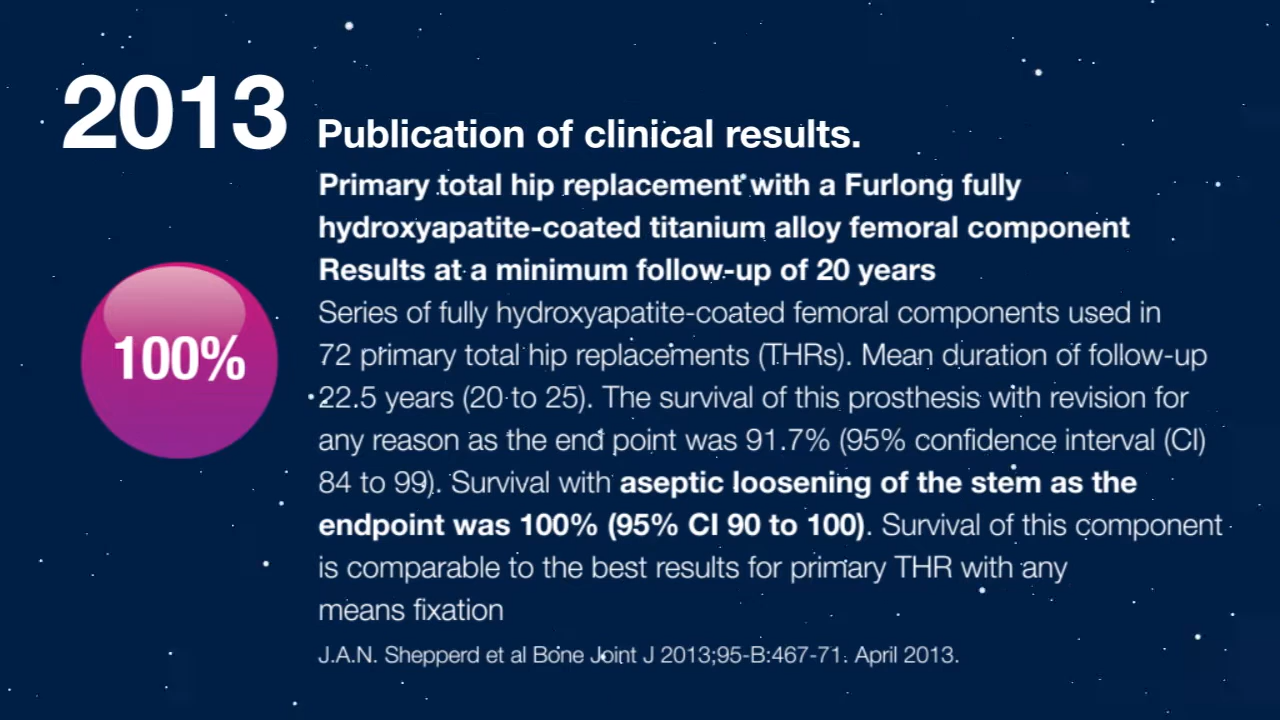 2013
Publication of clinical results.
Primary total hip replacement with a Furlong fully
hydroxyapatite-coated titanium alloy femoral component
Results at a minimum follow-up of 20 years
100%
Series of fully hydroxyapatite-coated femoral components used in
72 primary total hip replacements (THRs). Mean duration of follow-up
22.5 years (20 to 25). The survival of this prosthesis with revision for
any reason as the end point was 91.7% (95% confidence interval (CI)
84 to 99). Survival with aseptic loosening of the stem as the
endpoint was 100% (95% CI 90 to 100). Survival of this component
is comparable to the best results for primary THR with any
means fixation
J.A.N. Shepperd et al Bone Joint J 2013;95-B:467-71. April 2013.